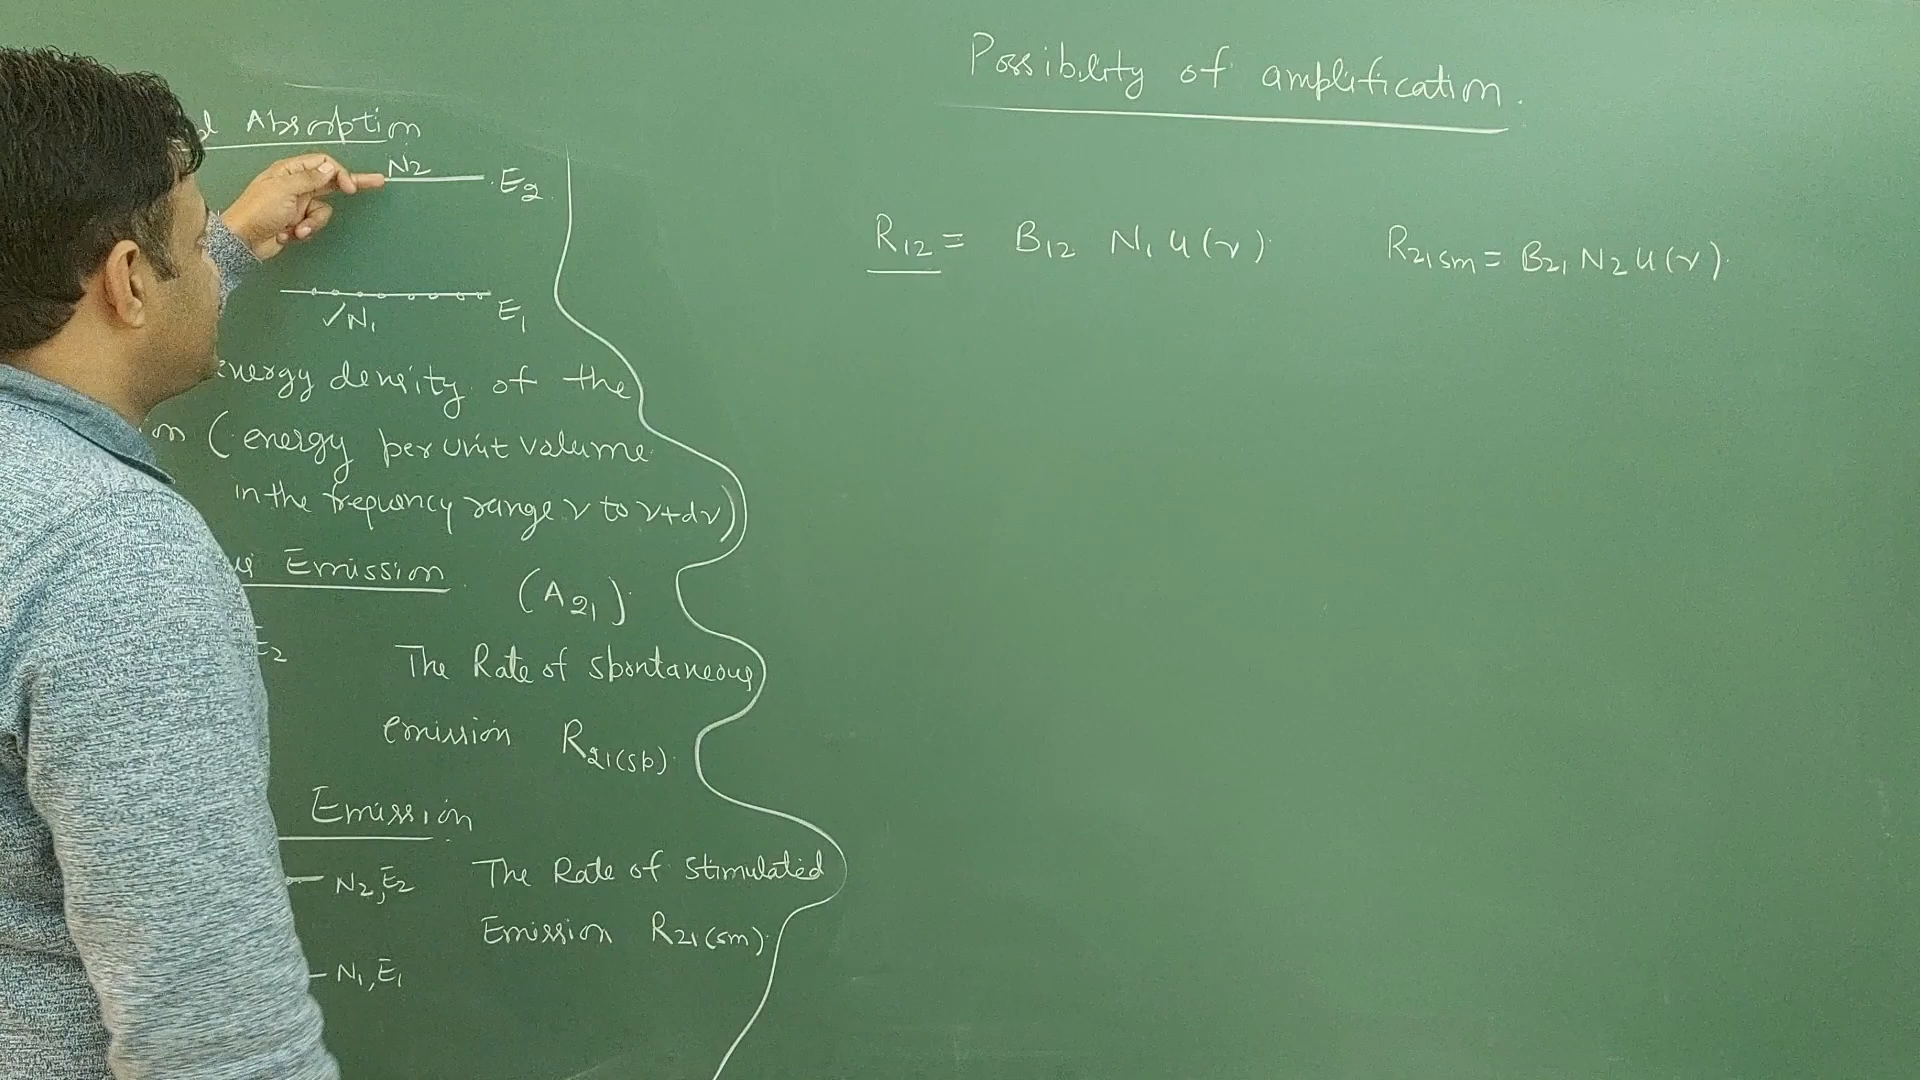 Absorption
N2 E2
✓N1 E1
energy density of the
(energy per unit volume
in the frequency range ν to ν+dν)
Emission (A21)
E2 The Rate of spontaneous
emission R21(sp)
Emission
N2, E2 The Rate of Stimulated
Emission R21(sm)
N1, E1
Possibility of amplification.
R12 = B12 N1 u(ν) R21sm = B21 N2 u(ν)